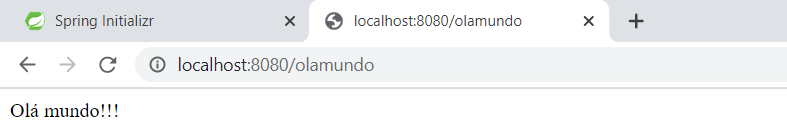 Spring Initializr
localhost:8080/olamundo
localhost:8080/olamundo
Olá mundo!!!